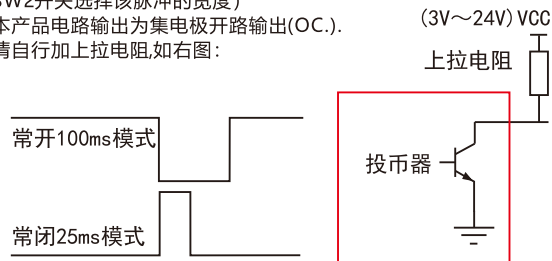 SW2开关选择该脉冲的宽度）
本产品电路输出为集电极开路输出(OC.).
请自行加上拉电阻,如右图：
(3V～24V) VCC
上拉电阻
常开100ms模式
投币器
常闭25ms模式